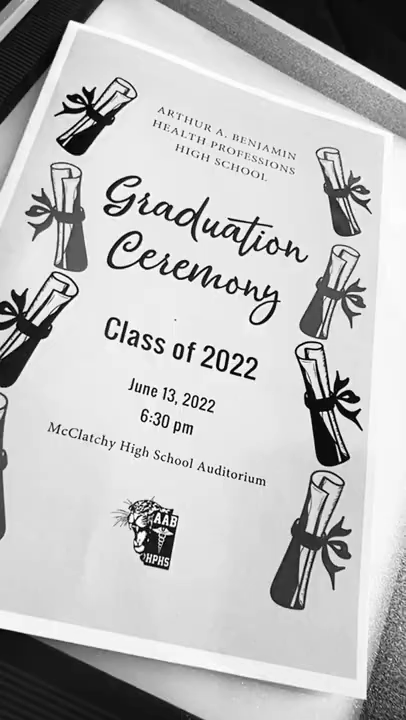 ARTHUR A. BENJAMIN
HEALTH PROFESSIONS
HIGH SCHOOL
Graduation
Ceremony
Class of 2022
June 13, 2022
6:30 pm
McClatchy High School Auditorium
AAB
HPHS